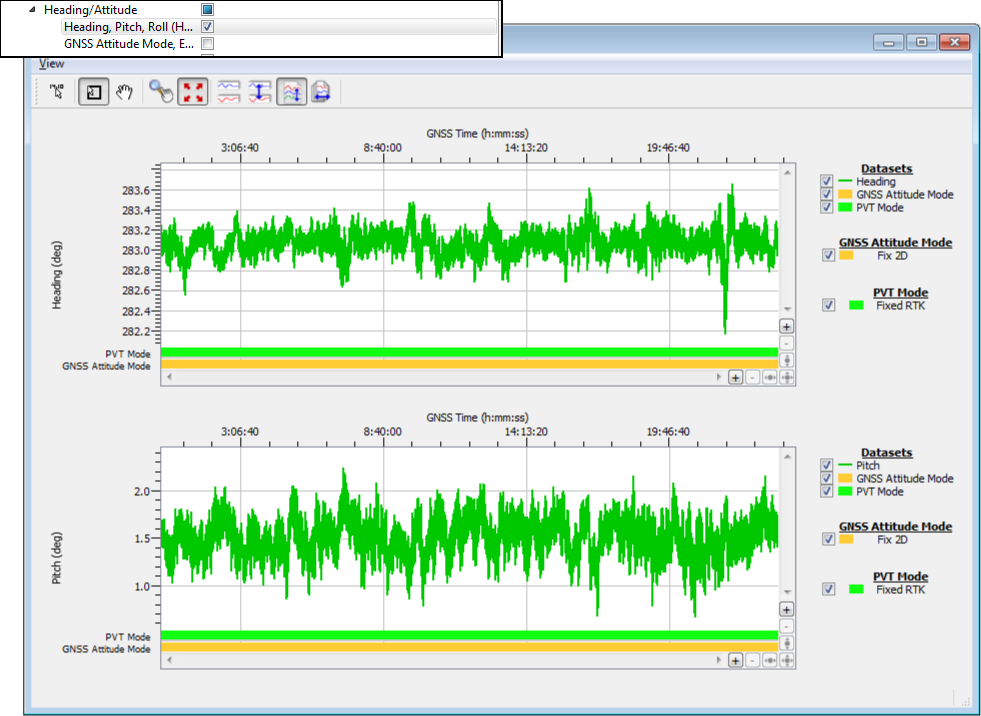 Heading/Attitude
Heading, Pitch, Roll (H...
GNSS Attitude Mode, E...
View
GNSS Time (h:mm:ss)
3:06:40 8:40:00 14:13:20 19:46:40
Heading (deg)
283.6
283.4
283.2
283.0
282.8
282.6
282.4
282.2
PVT Mode
GNSS Attitude Mode
Datasets
Heading
GNSS Attitude Mode
PVT Mode
GNSS Attitude Mode
Fix 2D
PVT Mode
Fixed RTK
GNSS Time (h:mm:ss)
3:06:40 8:40:00 14:13:20 19:46:40
Pitch (deg)
2.0
1.5
1.0
PVT Mode
GNSS Attitude Mode
Datasets
Pitch
GNSS Attitude Mode
PVT Mode
GNSS Attitude Mode
Fix 2D
PVT Mode
Fixed RTK